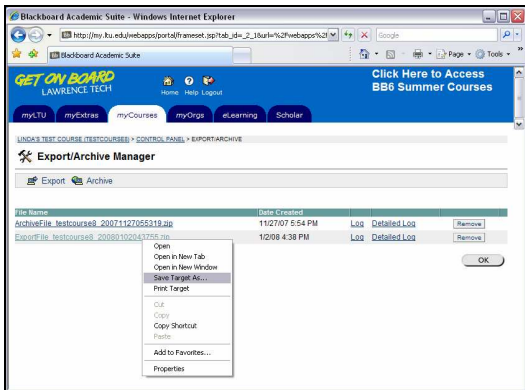 Blackboard Academic Suite - Windows Internet Explorer
http://my.ltu.edu/webapps/portal/frameset.jsp?tab_id=_2_1&url=%2Fwebapps%2f
Google
Blackboard Academic Suite
Page
Tools
GET ON BOARD
LAWRENCE TECH
Home Help Logout
Click Here to Access
BB6 Summer Courses
myLTU myExtras myCourses myOrgs eLearning Scholar
LINDA'S TEST COURSE (TESTCOURSE8) > CONTROL PANEL > EXPORT/ARCHIVE
Export/Archive Manager
Export Archive
File Name Date Created
ArchiveFile_testcourse8_20071127055319.zip 11/27/07 5:54 PM Log Detailed Log Remove
ExportFile_testcourse8_20080102043755.zip 1/2/08 4:38 PM Log Detailed Log Remove
OK
Open
Open in New Tab
Open in New Window
Save Target As...
Print Target
Cut
Copy
Copy Shortcut
Paste
Add to Favorites...
Properties